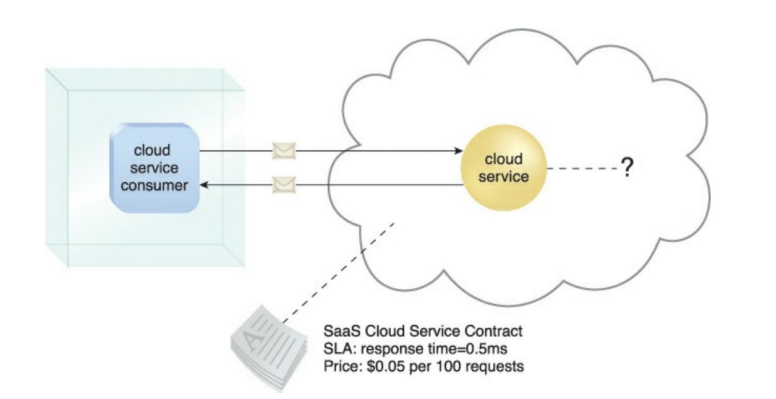 cloud
service
consumer
cloud
service
?
A
SaaS Cloud Service Contract
SLA: response time=0.5ms
Price: $0.05 per 100 requests